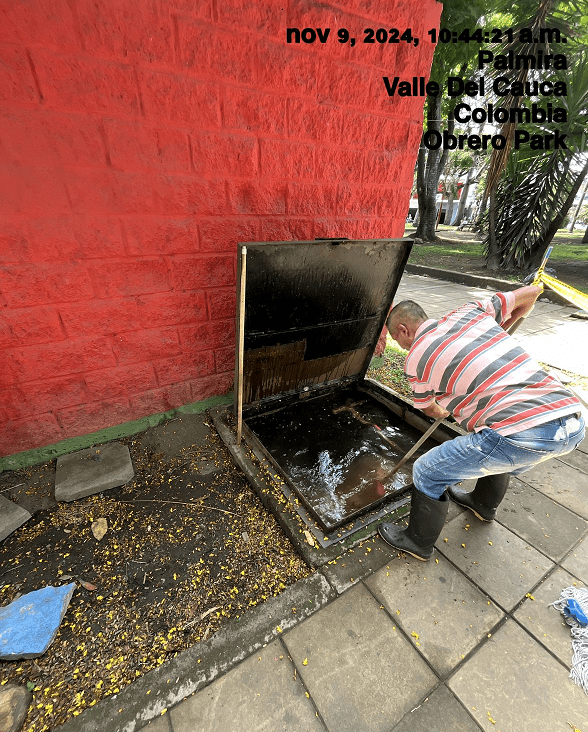 nov 9, 2024, 10:44:21 a.m.
Palmira
Valle Del Cauca
Colombia
Obrero Park